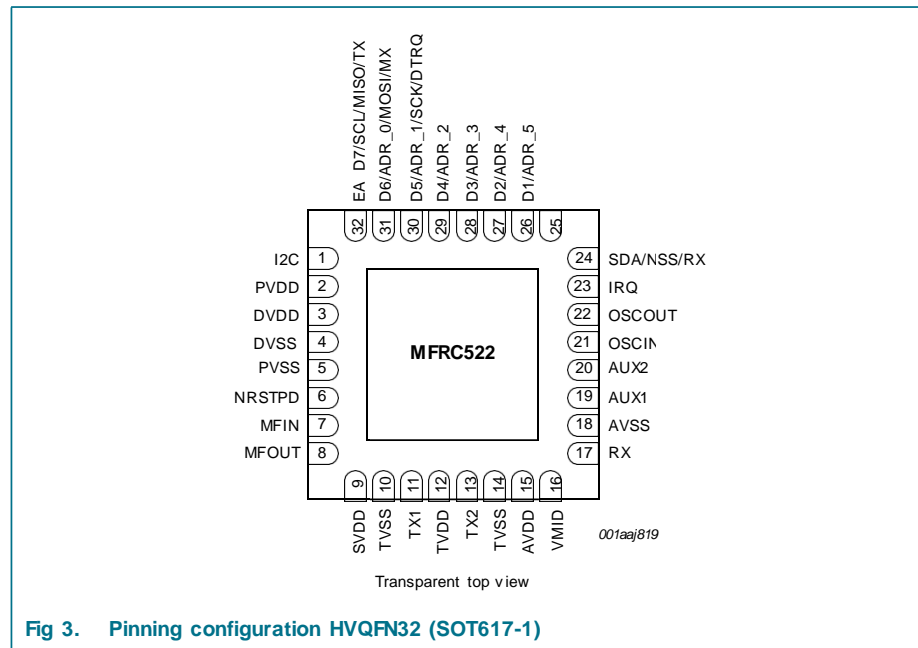 EA D7/SCL/MISO/TX
D6/ADR_0/MOSI/MX
D5/ADR_1/SCK/DTRQ
D4/ADR_2
D3/ADR_3
D2/ADR_4
D1/ADR_5
32
31
30
29
28
27
26
25
I2C 1
PVDD 2
DVDD 3
DVSS 4
PVSS 5
NRSTPD 6
MFIN 7
MFOUT 8
MFRC522
24 SDA/NSS/RX
23 IRQ
22 OSCOUT
21 OSCIN
20 AUX2
19 AUX1
18 AVSS
17 RX
9
10
11
12
13
14
15
16
SVDD
TVSS
TX1
TVDD
TX2
TVSS
AVDD
VMID
001aaj819
Transparent top view
Fig 3. Pinning configuration HVQFN32 (SOT617-1)